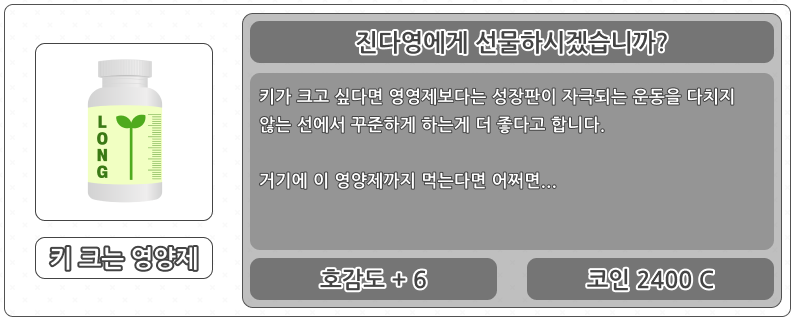 진다영에게 선물하시겠습니까?
키가 크고 싶다면 영영제보다는 성장판이 자극되는 운동을 다치지
않는 선에서 꾸준하게 하는게 더 좋다고 합니다.
거기에 이 영양제까지 먹는다면 어쩌면...
LONG
키 크는 영양제
호감도 + 6
코인 2400 C